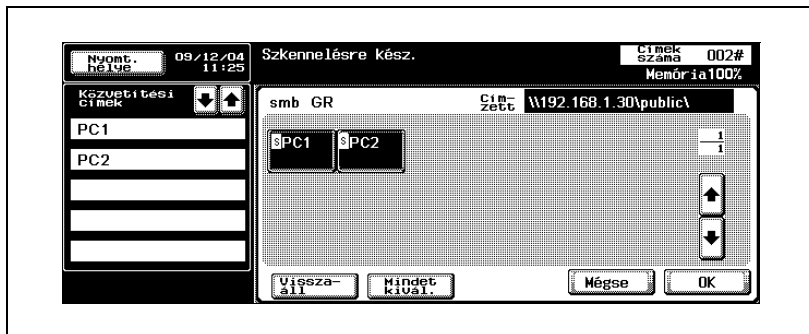 Nyomt.
helye
09/12/04
11:25
Szkennelésre kész.
Címek
száma
002#
Memória100%
Közvetítési
címek
PC1
PC2
smb GR
Cím-
zett
\\192.168.1.30\public\
S PC1
S PC2
1
1
Vissza-
áll
Mindet
kivál.
Mégse
OK